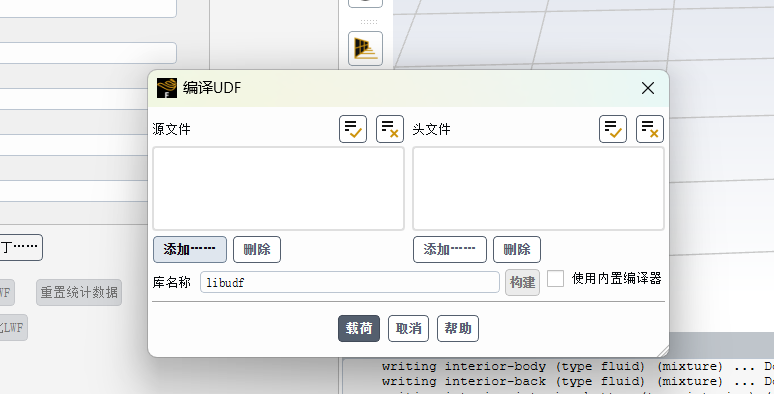 编译UDF
源文件
头文件
添加……
删除
添加……
删除
库名称
libudf
构建
使用内置编译器
载荷
取消
帮助
丁……
WF
重置统计数据
LWF
writing interior-body (type fluid) (mixture) ... Do
writing interior-back (type fluid) (mixture) ... Do